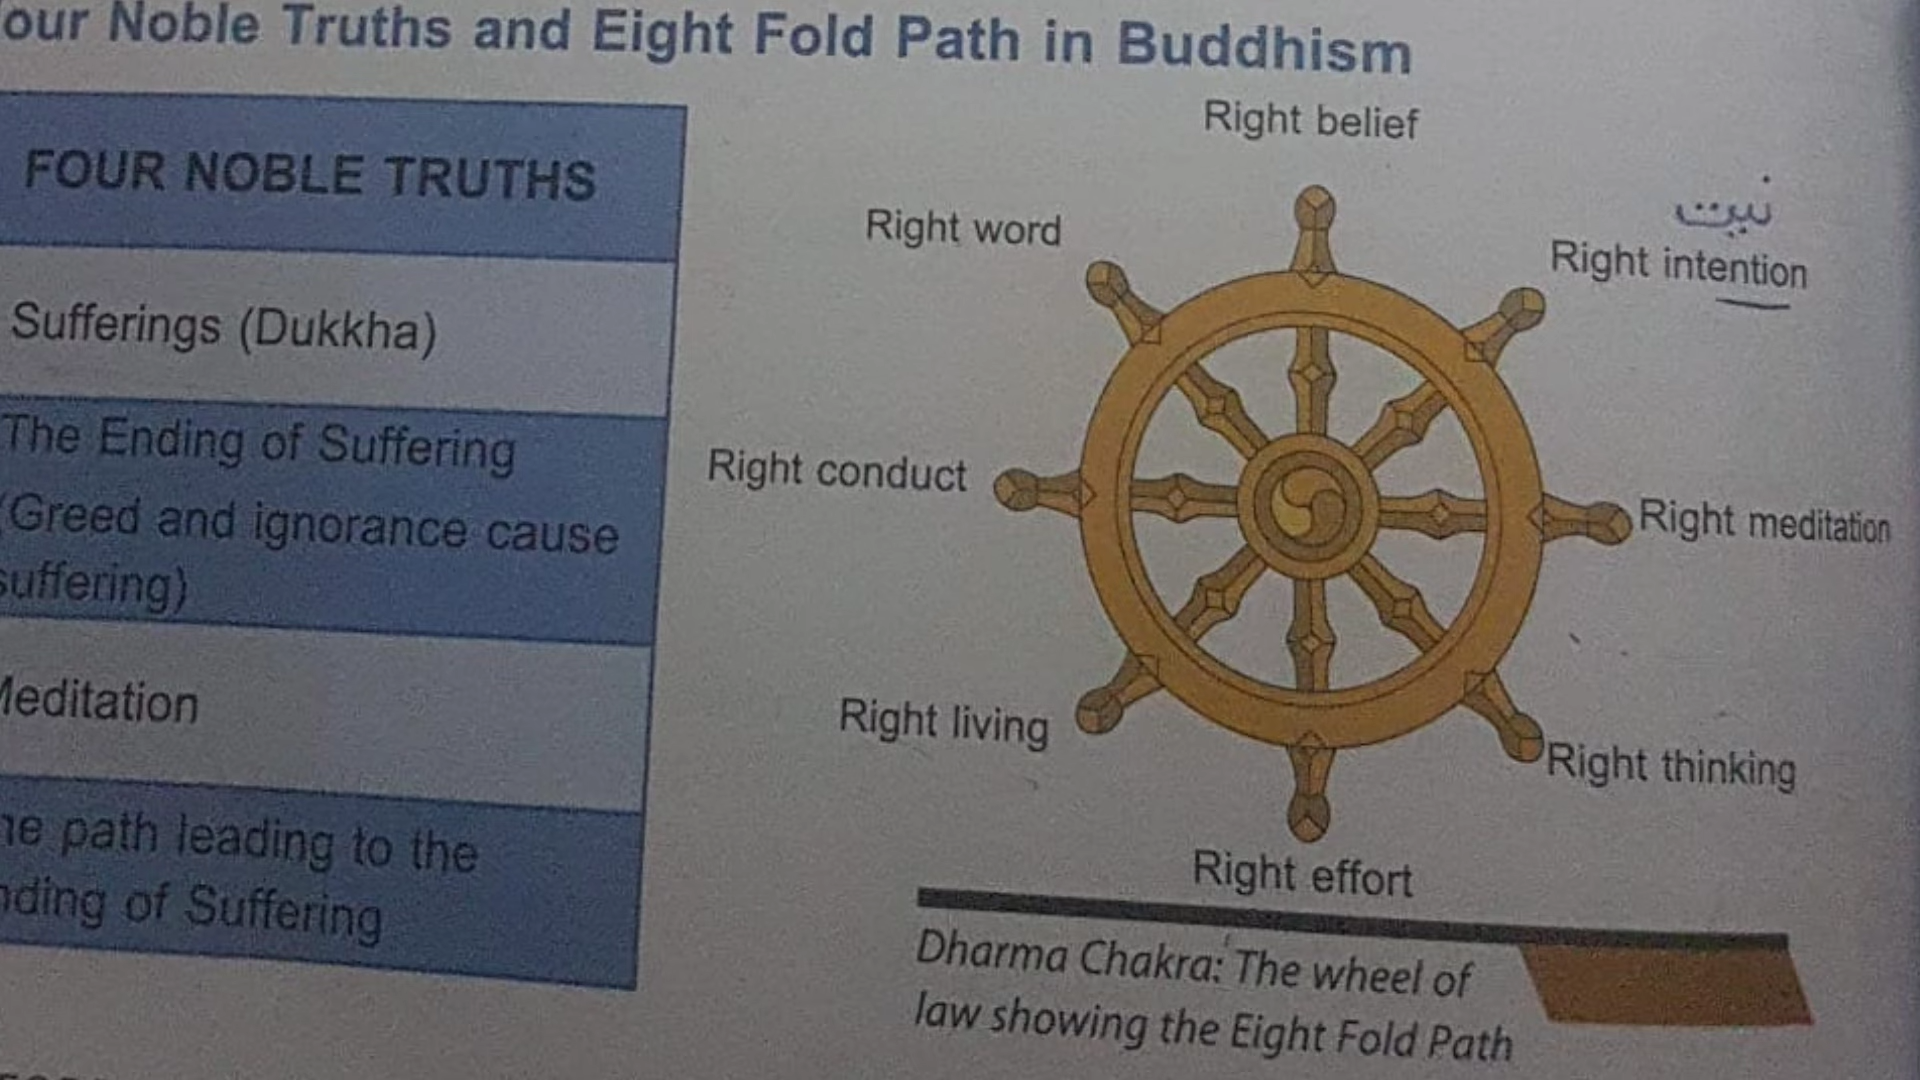 our Noble Truths and Eight Fold Path in Buddhism
FOUR NOBLE TRUTHS
Sufferings (Dukkha)
The Ending of Suffering
(Greed and ignorance cause
suffering)
Meditation
he path leading to the
nding of Suffering
Right belief
نیت
Right word
Right intention
Right conduct
Right meditation
Right living
Right thinking
Right effort
Dharma Chakra: The wheel of
law showing the Eight Fold Path